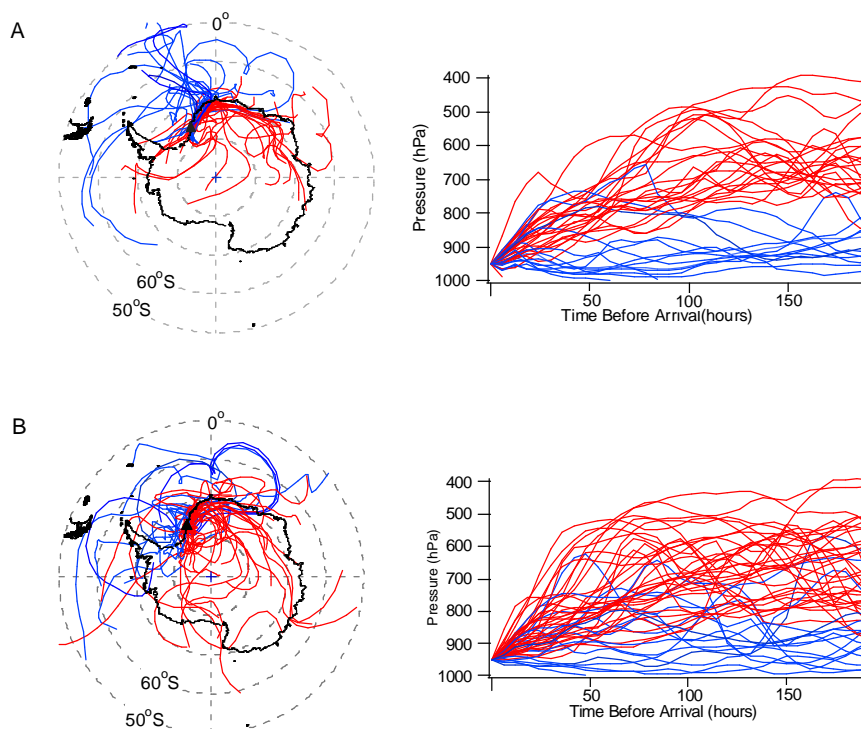 A
0°
60°S
50°S
400
500
600
700
800
900
1000
Pressure (hPa)
50
100
150
Time Before Arrival(hours)
B
0°
60°S
50°S
400
500
600
700
800
900
1000
Pressure (hPa)
50
100
150
Time Before Arrival (hours)